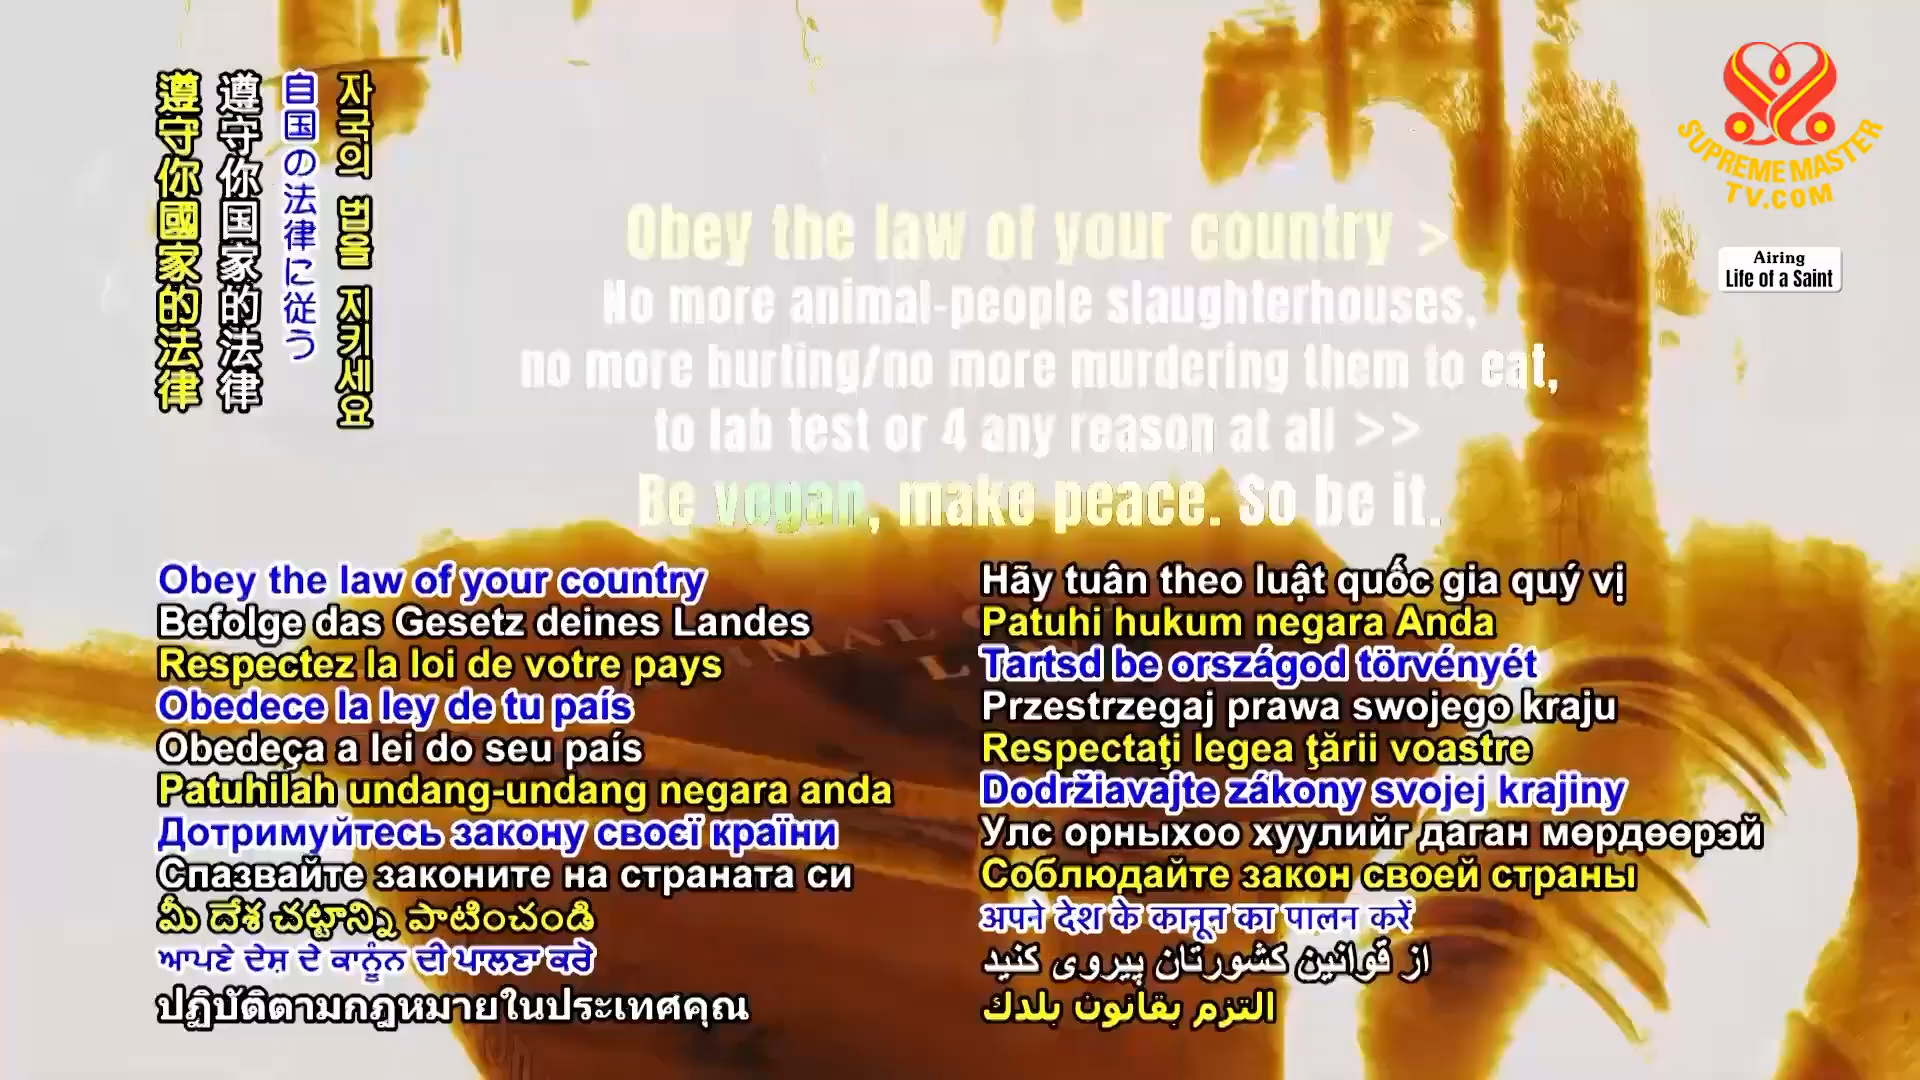 遵守你國家的法律
遵守你国家的法律
自国の法律に従う
자국의 법을 지키세요
SUPREME MASTER
TV.COM
Airing
Life of a Saint
Obey the law of your country >
No more animal-people slaughterhouses,
no more hurting/no more murdering them to eat,
to lab test or 4 any reason at all >>
Be vegan, make peace. So be it.
Obey the law of your country
Befolge das Gesetz deines Landes
Respectez la loi de votre pays
Obedece la ley de tu país
Obedeça a lei do seu país
Patuhilah undang-undang negara anda
Дотримуйтесь закону своєї країни
Спазвайте законите на страната си
మీ దేశ చట్టాన్ని పాటించండి
ਆਪਣੇ ਦੇਸ਼ ਦੇ ਕਾਨੂੰਨ ਦੀ ਪਾਲਣਾ ਕਰੋ
ปฏิบัติตามกฎหมายในประเทศคุณ
Hãy tuân theo luật quốc gia quý vị
Patuhi hukum negara Anda
Tartsd be országod törvényét
Przestrzegaj prawa swojego kraju
Respectaţi legea ţării voastre
Dodržiavajte zákony svojej krajiny
Улс орныхоо хуулийг даган мөрдөөрэй
Соблюдайте закон своей страны
अपने देश के कानून का पालन करें
از قوانین کشورتان پیروی کنید
التزم بقانون بلدك